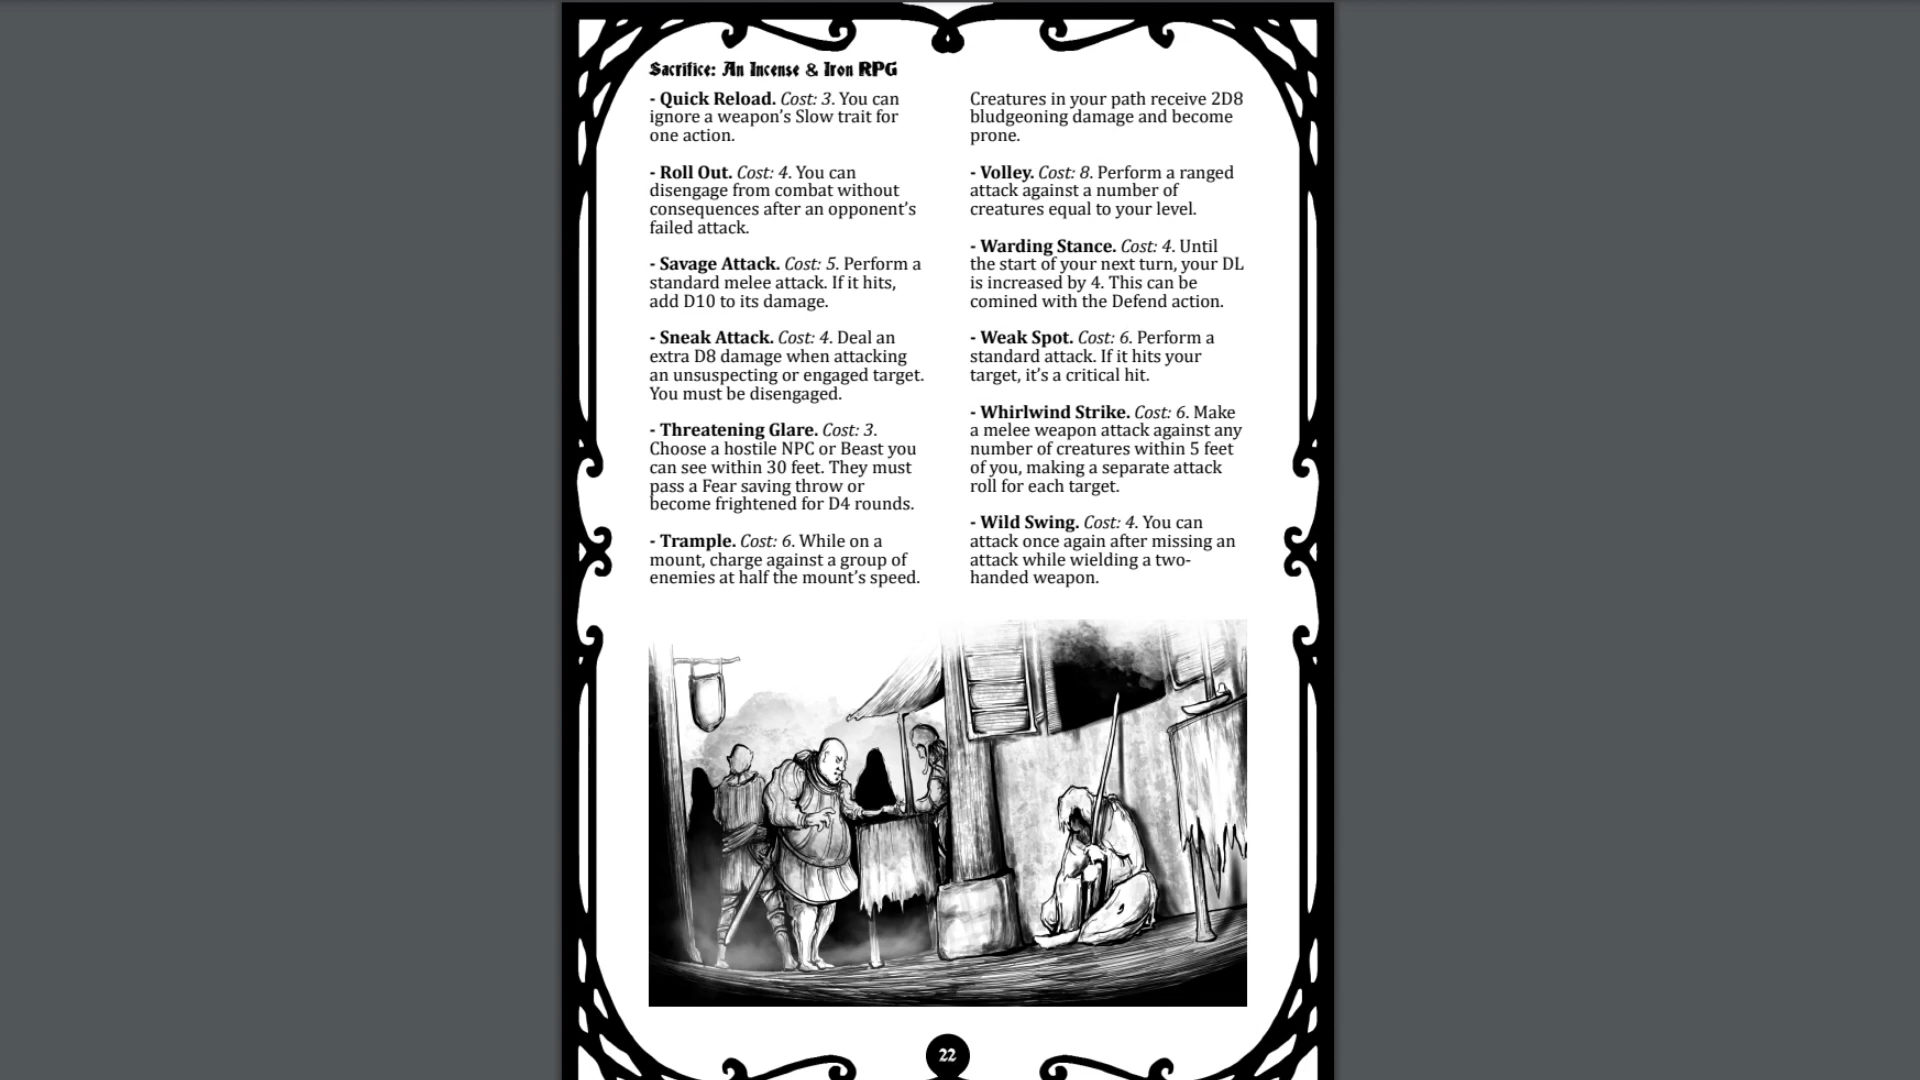 Sacrifice: An Incense & Iron RPG
- Quick Reload. Cost: 3. You can
ignore a weapon's Slow trait for
one action.
- Roll Out. Cost: 4. You can
disengage from combat without
consequences after an opponent's
failed attack.
- Savage Attack. Cost: 5. Perform a
standard melee attack. If it hits,
add D10 to its damage.
- Sneak Attack. Cost: 4. Deal an
extra D8 damage when attacking
an unsuspecting or engaged target.
You must be disengaged.
- Threatening Glare. Cost: 3.
Choose a hostile NPC or Beast you
can see within 30 feet. They must
pass a Fear saving throw or
become frightened for D4 rounds.
- Trample. Cost: 6. While on a
mount, charge against a group of
enemies at half the mount's speed.
Creatures in your path receive 2D8
bludgeoning damage and become
prone.
- Volley. Cost: 8. Perform a ranged
attack against a number of
creatures equal to your level.
- Warding Stance. Cost: 4. Until
the start of your next turn, your DL
is increased by 4. This can be
comined with the Defend action.
- Weak Spot. Cost: 6. Perform a
standard attack. If it hits your
target, it's a critical hit.
- Whirlwind Strike. Cost: 6. Make
a melee weapon attack against any
number of creatures within 5 feet
of you, making a separate attack
roll for each target.
- Wild Swing. Cost: 4. You can
attack once again after missing an
attack while wielding a two-
handed weapon.
22